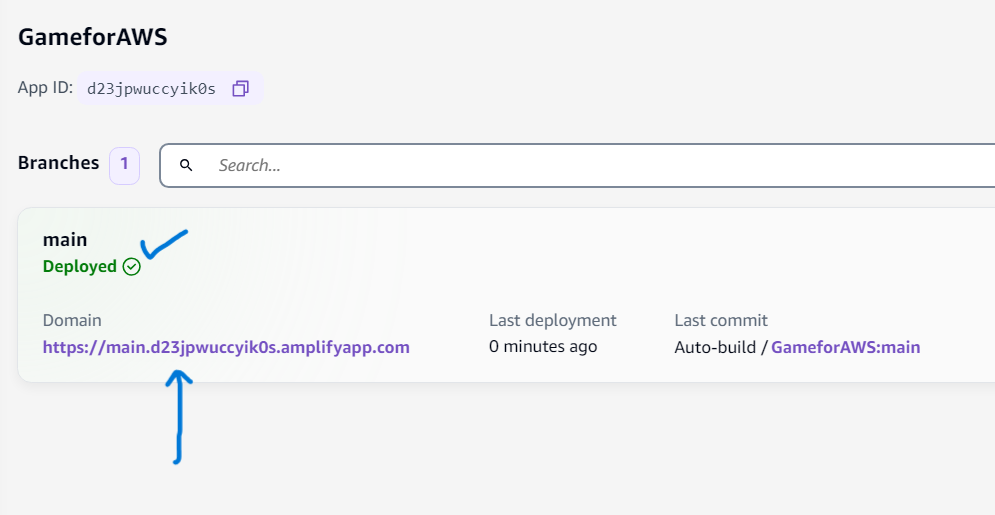 GameforAWS
App ID: d23jpwuccyik0s
Branches 1 Search...
main
Deployed
Domain Last deployment Last commit
https://main.d23jpwuccyik0s.amplifyapp.com 0 minutes ago Auto-build / GameforAWS:main